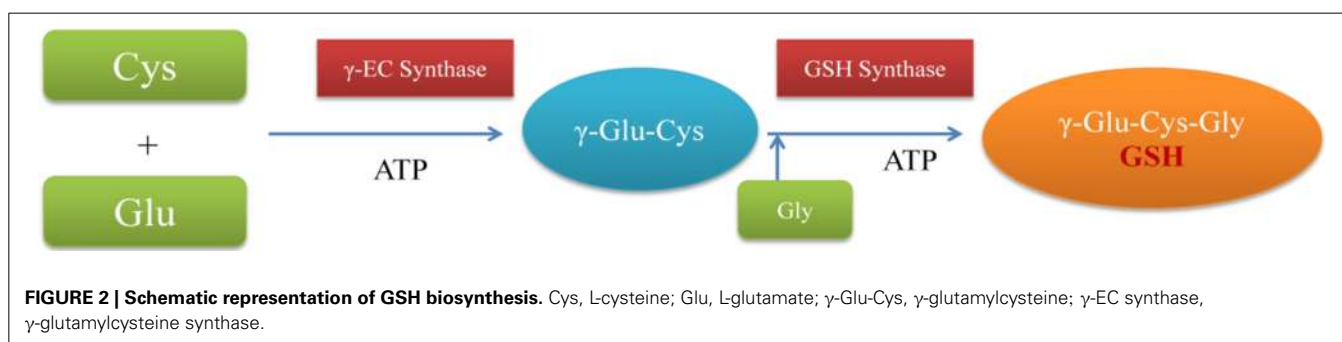 Cys
+
Glu
γ-EC Synthase
ATP
γ-Glu-Cys
GSH Synthase
ATP
Gly
γ-Glu-Cys-Gly
GSH
FIGURE 2 | Schematic representation of GSH biosynthesis. Cys, L-cysteine; Glu, L-glutamate; γ-Glu-Cys, γ-glutamylcysteine; γ-EC synthase,
γ-glutamylcysteine synthase.